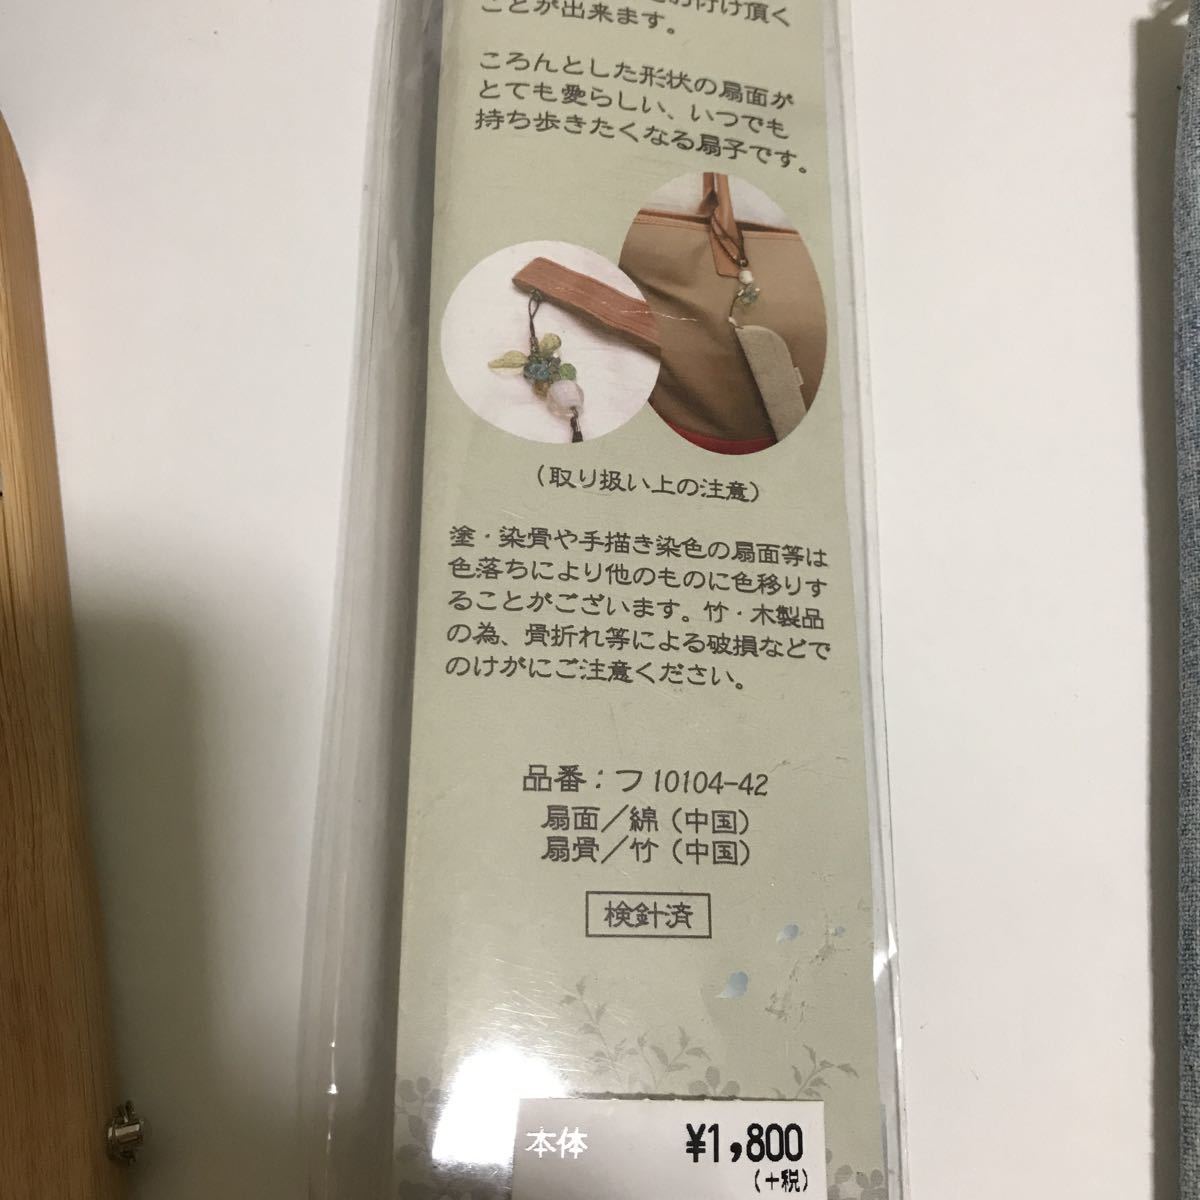 お付け頂く
ことが出来ます。
ころんとした形状の扇面が
とても愛らしい、いつでも
持ち歩きたくなる扇子です。
(取り扱い上の注意)
塗・染骨や手描き染色の扇面等は
色落ちにより他のものに色移りす
ることがございます。竹・木製品
の為、骨折れ等による破損などで
のけがにご注意ください。
品番：フ10104-42
扇面／綿(中国)
扇骨／竹(中国)
検針済
本体 ¥1,800
(+税)